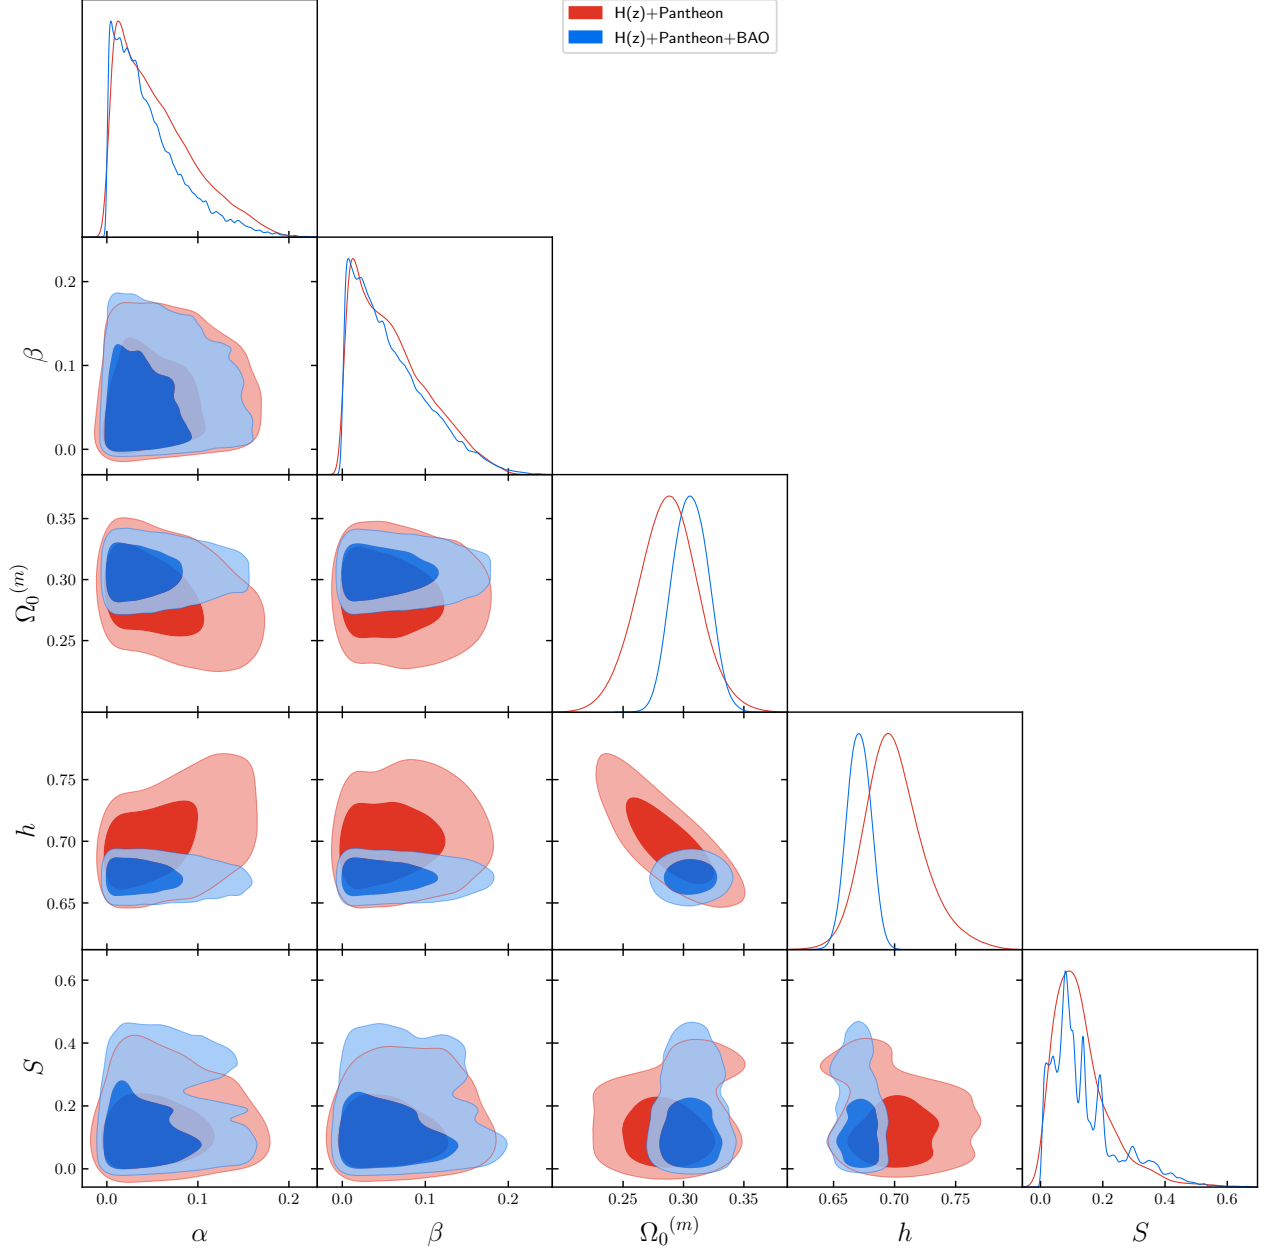 H(z)+Pantheon
H(z)+Pantheon+BAO
0.2
0.1
0.0
β
0.35
0.30
0.25
Ω₀⁽ᵐ⁾
0.75
0.70
0.65
h
0.6
0.4
0.2
0.0
S
0.0 0.1 0.2
0.0 0.1 0.2
0.25 0.30 0.35
0.65 0.70 0.75
0.0 0.2 0.4 0.6
α β Ω₀⁽ᵐ⁾ h S